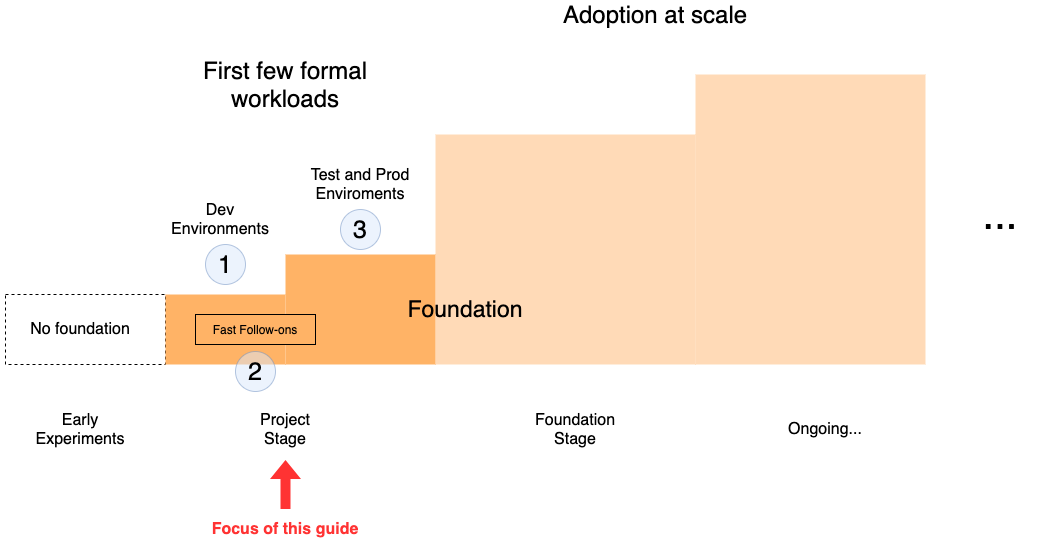 Adoption at scale
First few formal
workloads
Test and Prod
Enviroments
Dev
Environments
3
1
...
Foundation
No foundation
Fast Follow-ons
2
Early
Experiments
Project
Stage
Foundation
Stage
Ongoing...
Focus of this guide